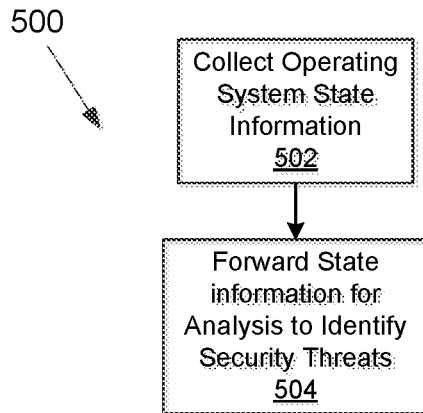 500
Collect Operating
System State
Information
502
Forward State
information for
Analysis to Identify
Security Threats
504